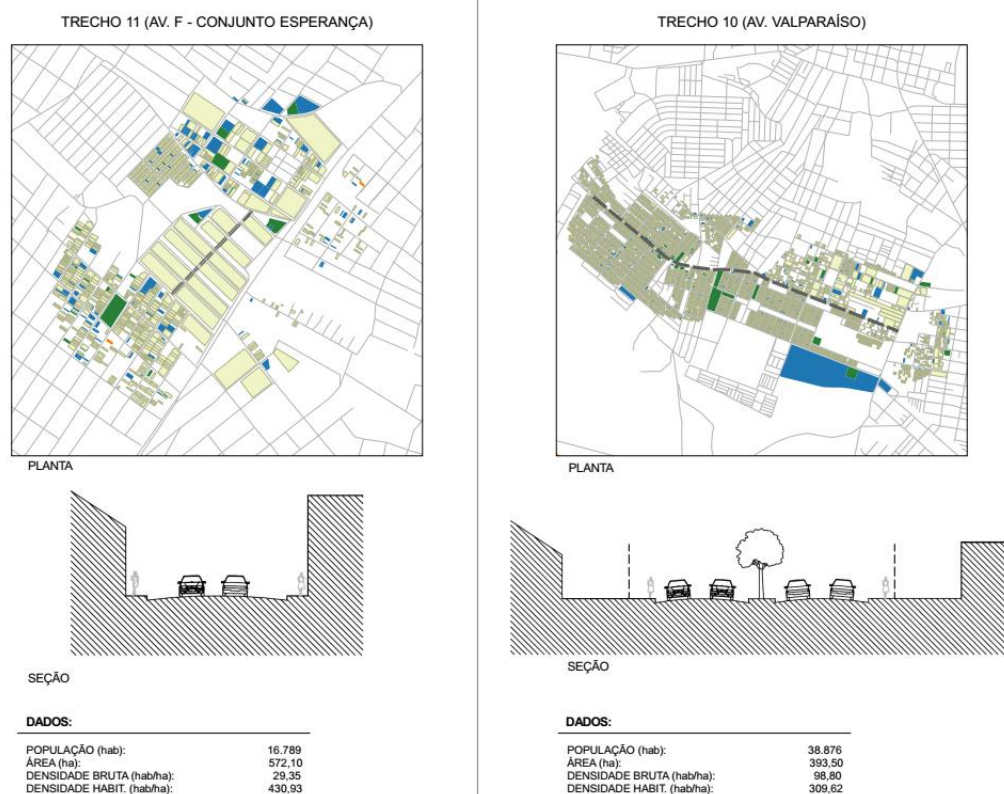 TRECHO 11 (AV. F - CONJUNTO ESPERANÇA)
PLANTA
SEÇÃO
DADOS:
POPULAÇÃO (hab): 16.789
ÁREA (ha): 572,10
DENSIDADE BRUTA (hab/ha): 29,35
DENSIDADE HABIT. (hab/ha): 430,93
TRECHO 10 (AV. VALPARAÍSO)
PLANTA
SEÇÃO
DADOS:
POPULAÇÃO (hab): 38.876
ÁREA (ha): 393,50
DENSIDADE BRUTA (hab/ha): 98,80
DENSIDADE HABIT. (hab/ha): 309,62